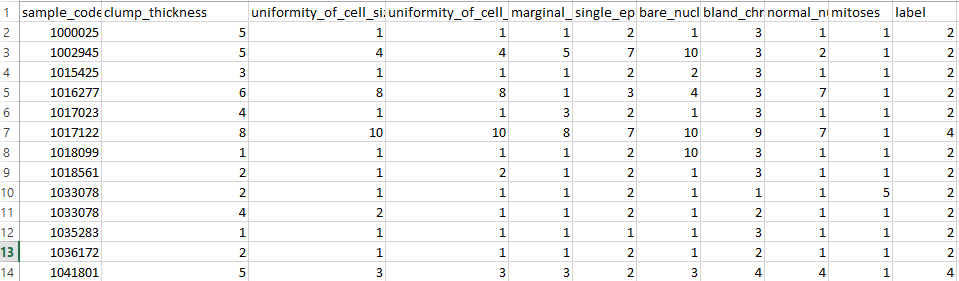 1 sample_code clump_thickness uniformity_of_cell_siz uniformity_of_cell_ marginal_ single_ep bare_nucl bland_chr normal_nu mitoses label
2 1000025 5 1 1 1 2 1 3 1 1 2
3 1002945 5 4 4 5 7 10 3 2 1 2
4 1015425 3 1 1 1 2 2 3 1 1 2
5 1016277 6 8 8 1 3 4 3 7 1 2
6 1017023 4 1 1 3 2 1 3 1 1 2
7 1017122 8 10 10 8 7 10 9 7 1 4
8 1018099 1 1 1 1 2 10 3 1 1 2
9 1018561 2 1 2 1 2 1 3 1 1 2
10 1033078 2 1 1 1 2 1 1 1 5 2
11 1033078 4 2 1 1 2 1 2 1 1 2
12 1035283 1 1 1 1 1 1 3 1 1 2
13 1036172 2 1 1 1 2 1 2 1 1 2
14 1041801 5 3 3 3 2 3 4 4 1 4